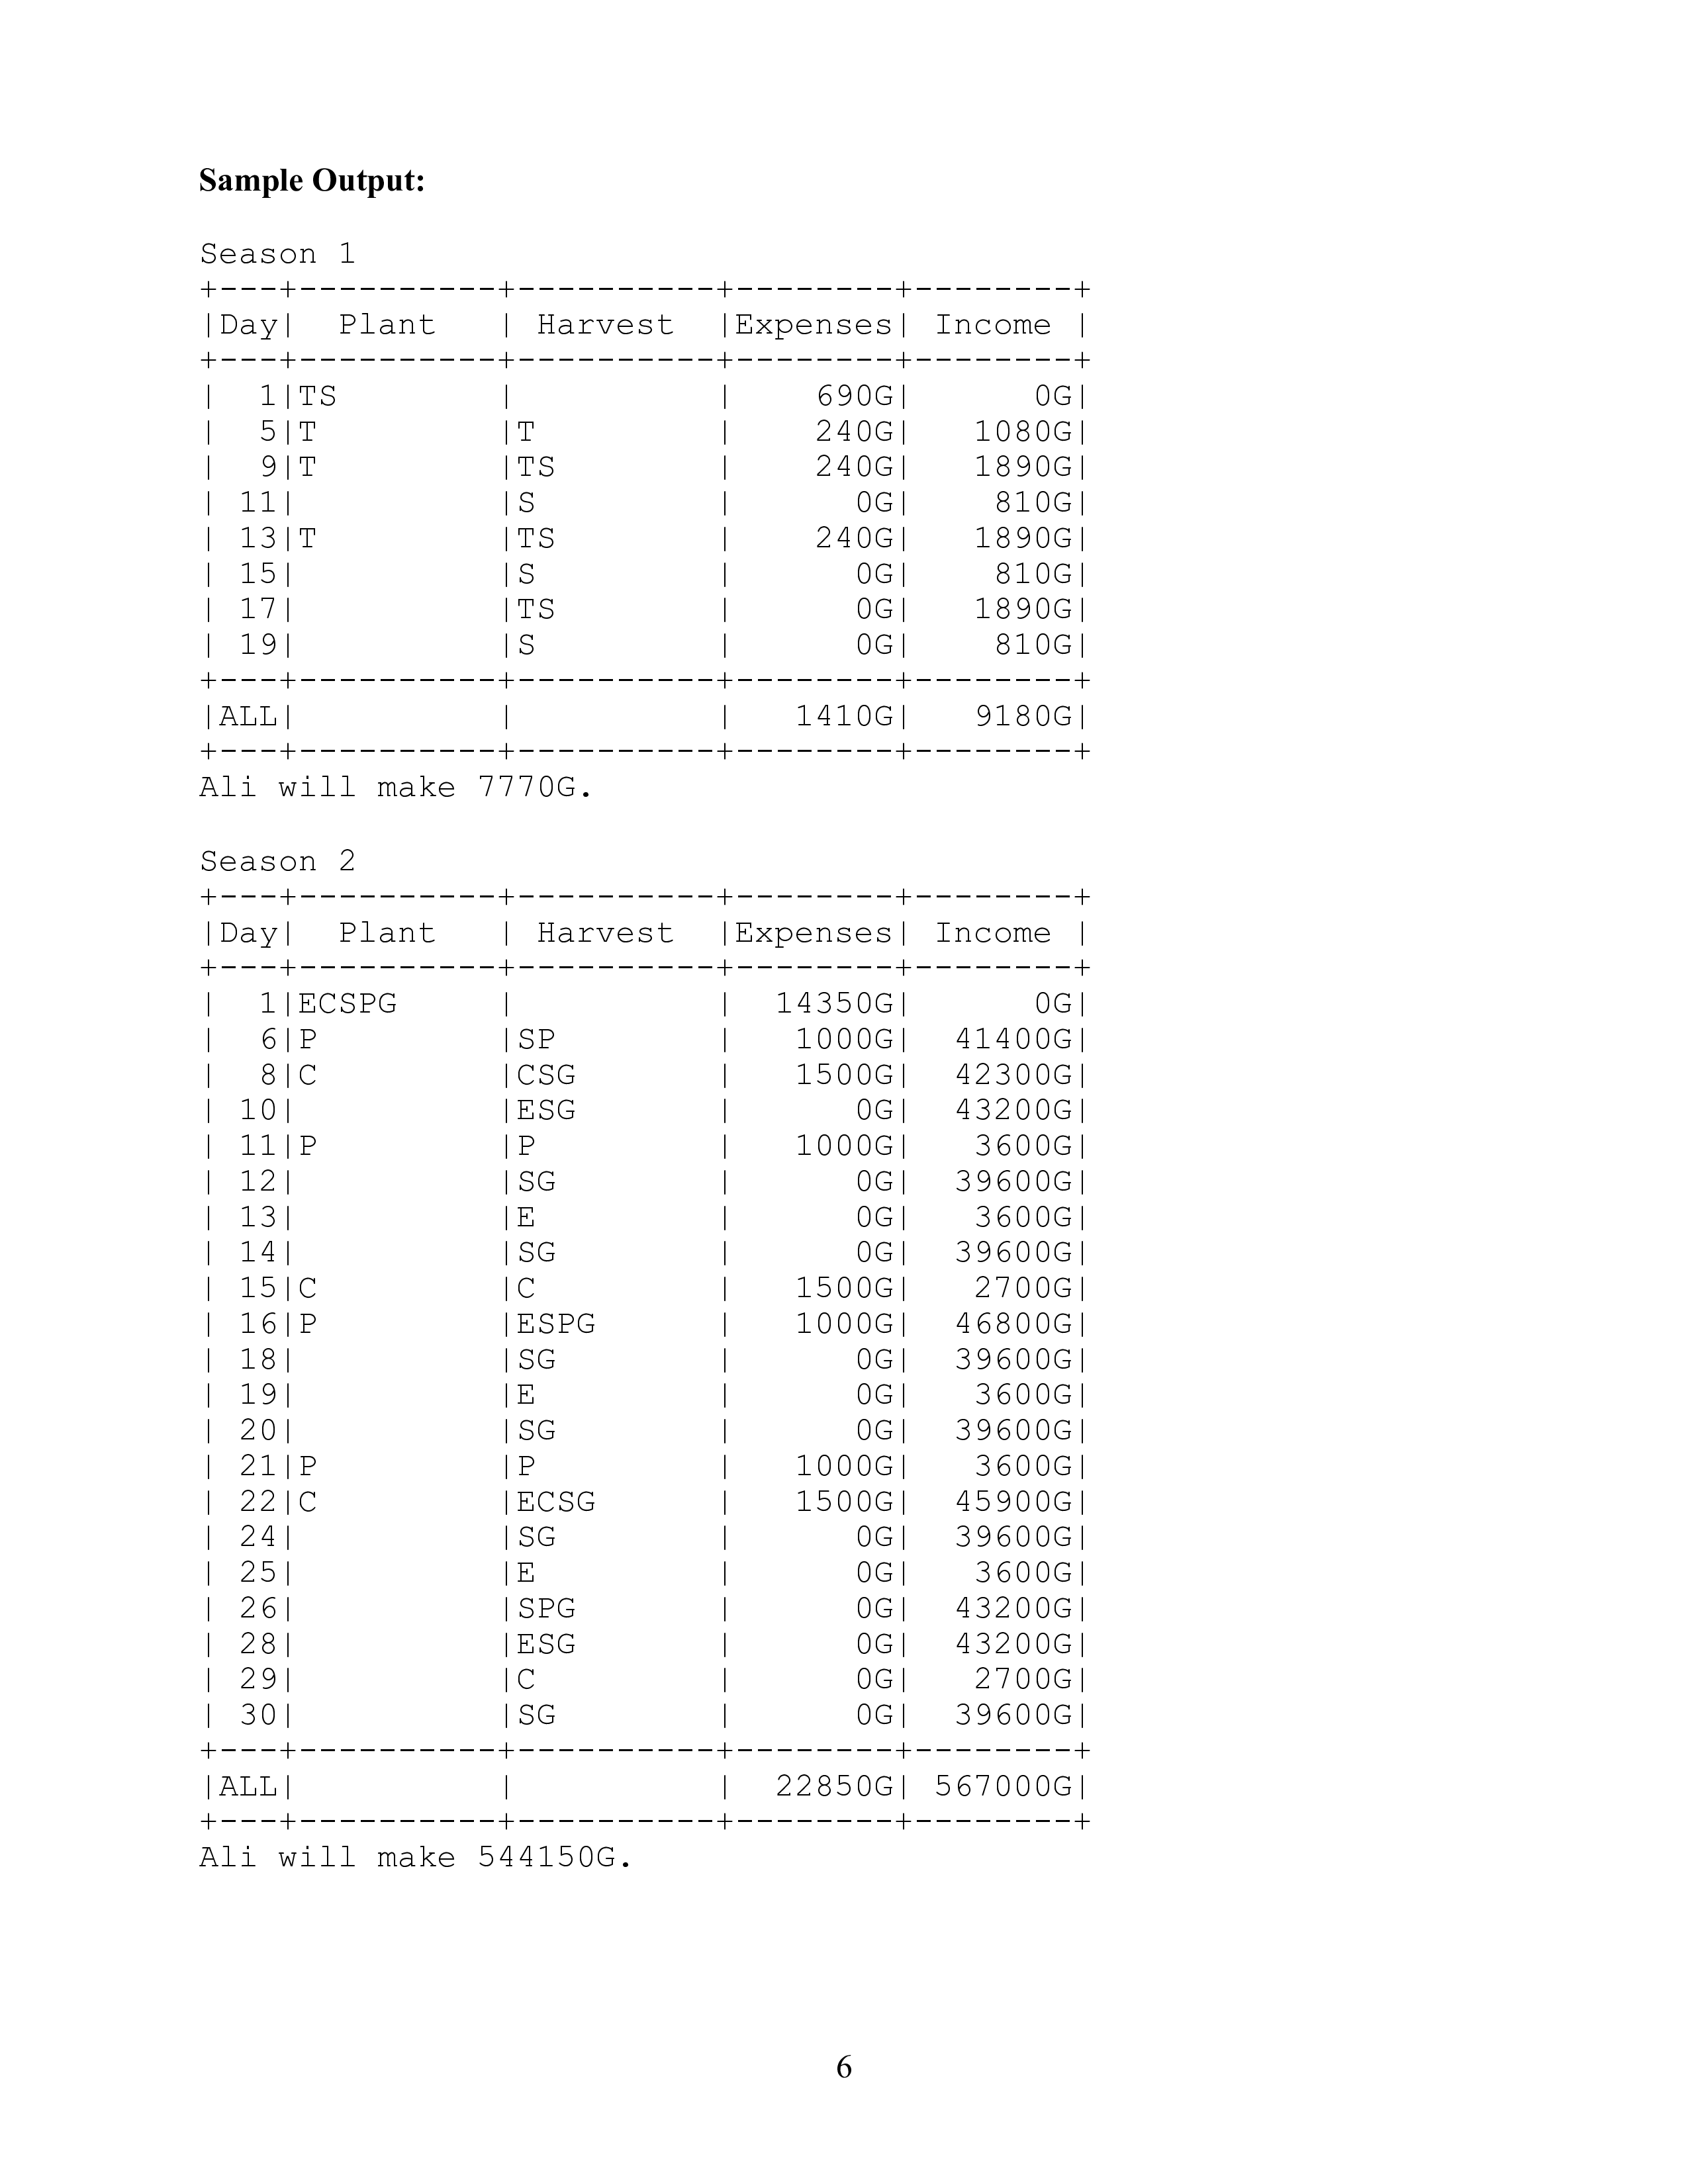 Sample Output:
Season 1
+---+----------+----------+--------+--------+
|Day|  Plant   | Harvest  |Expenses| Income |
+---+----------+----------+--------+--------+
|  1|TS        |          |    690G|      0G|
|  5|T         |T         |    240G|   1080G|
|  9|T         |TS        |    240G|   1890G|
| 11|          |S         |      0G|    810G|
| 13|T         |TS        |    240G|   1890G|
| 15|          |S         |      0G|    810G|
| 17|          |TS        |      0G|   1890G|
| 19|          |S         |      0G|    810G|
+---+----------+----------+--------+--------+
|ALL|          |          |   1410G|   9180G|
+---+----------+----------+--------+--------+
Ali will make 7770G.
Season 2
+---+----------+----------+--------+--------+
|Day|  Plant   | Harvest  |Expenses| Income |
+---+----------+----------+--------+--------+
|  1|ECSPG     |          |  14350G|      0G|
|  6|P         |SP        |   1000G|  41400G|
|  8|C         |CSG       |   1500G|  42300G|
| 10|          |ESG       |      0G|  43200G|
| 11|P         |P         |   1000G|   3600G|
| 12|          |SG        |      0G|  39600G|
| 13|          |E         |      0G|   3600G|
| 14|          |SG        |      0G|  39600G|
| 15|C         |C         |   1500G|   2700G|
| 16|P         |ESPG      |   1000G|  46800G|
| 18|          |SG        |      0G|  39600G|
| 19|          |E         |      0G|   3600G|
| 20|          |SG        |      0G|  39600G|
| 21|P         |P         |   1000G|   3600G|
| 22|C         |ECSG      |   1500G|  45900G|
| 24|          |SG        |      0G|  39600G|
| 25|          |E         |      0G|   3600G|
| 26|          |SPG       |      0G|  43200G|
| 28|          |ESG       |      0G|  43200G|
| 29|          |C         |      0G|   2700G|
| 30|          |SG        |      0G|  39600G|
+---+----------+----------+--------+--------+
|ALL|          |          |  22850G| 567000G|
+---+----------+----------+--------+--------+
Ali will make 544150G.
6